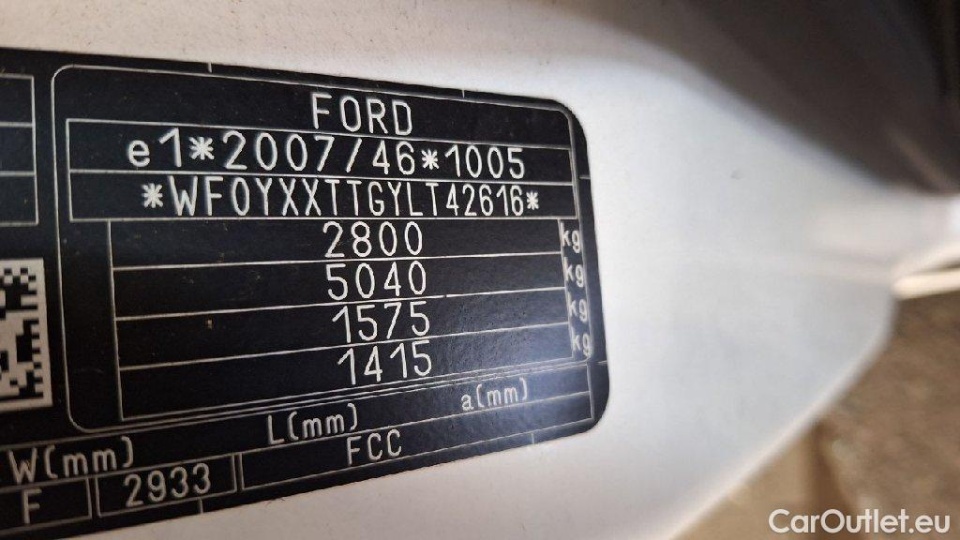 FORD
e1*2007/46*1005
*WF0YXXTTGYLT42616*
2800 kg
5040 kg
1575 kg
1415 kg
W(mm) L(mm) a(mm)
F 2933 FCC
CarOutlet.eu